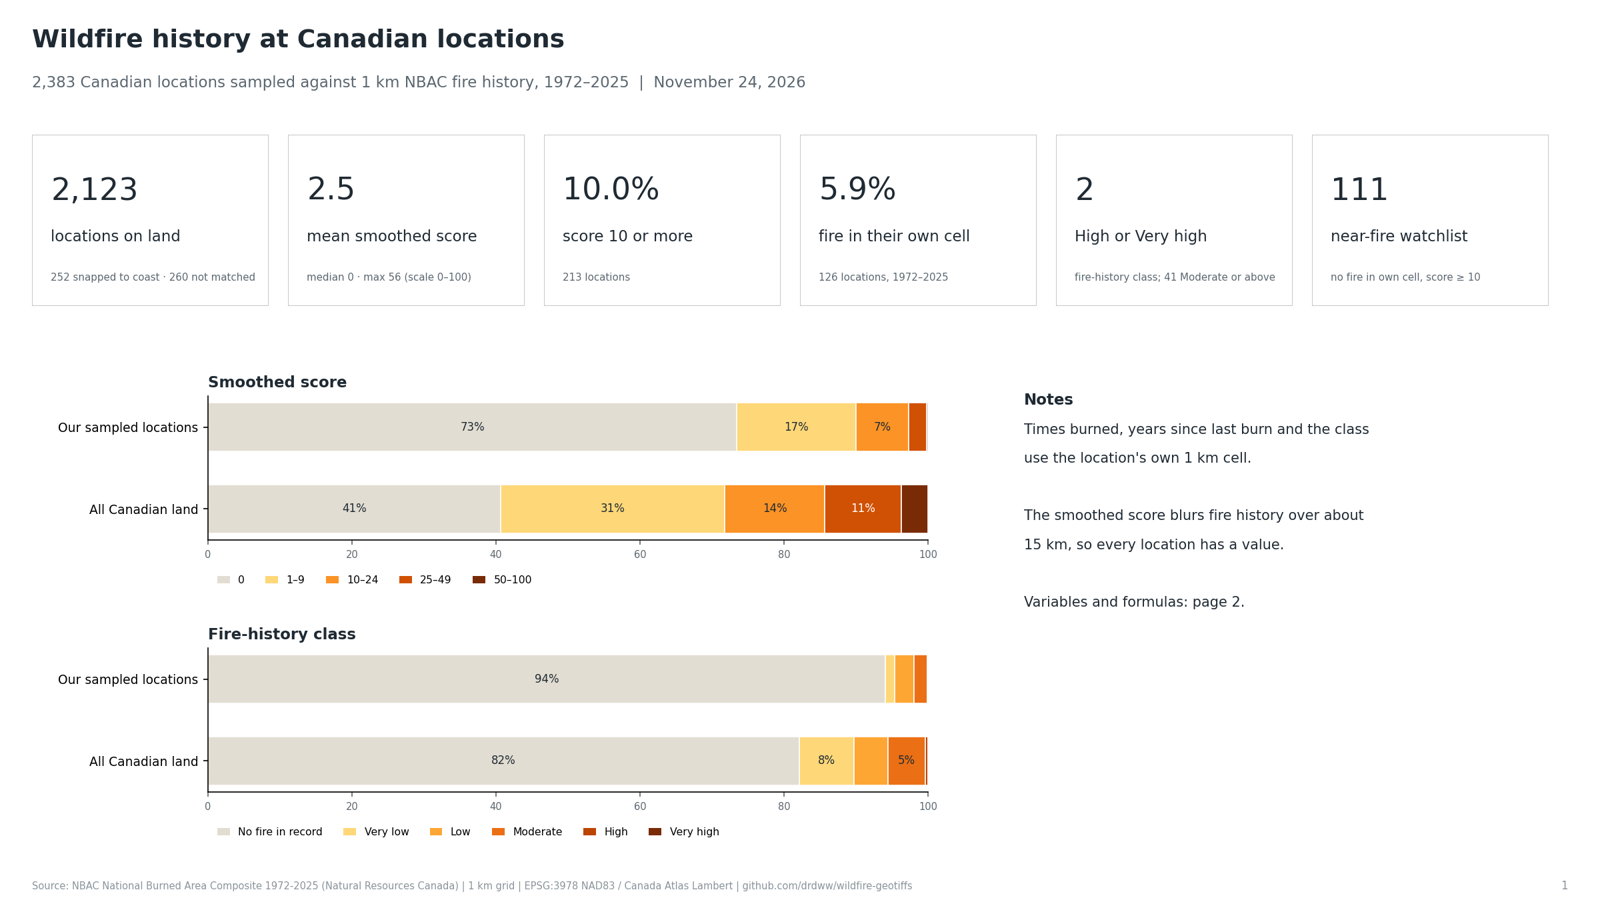 Wildfire history at Canadian locations
2,383 Canadian locations sampled against 1 km NBAC fire history, 1972–2025 | November 24, 2026
2,123
locations on land
252 snapped to coast · 260 not matched
2.5
mean smoothed score
median 0 · max 56 (scale 0–100)
10.0%
score 10 or more
213 locations
5.9%
fire in their own cell
126 locations, 1972–2025
2
High or Very high
fire-history class; 41 Moderate or above
111
near-fire watchlist
no fire in own cell, score ≥ 10
Smoothed score
Our sampled locations
73%
17%
7%
All Canadian land
41%
31%
14%
11%
0
20
40
60
80
100
0
1–9
10–24
25–49
50–100
Fire-history class
Our sampled locations
94%
All Canadian land
82%
8%
5%
0
20
40
60
80
100
No fire in record
Very low
Low
Moderate
High
Very high
Notes
Times burned, years since last burn and the class
use the location's own 1 km cell.
The smoothed score blurs fire history over about
15 km, so every location has a value.
Variables and formulas: page 2.
Source: NBAC National Burned Area Composite 1972-2025 (Natural Resources Canada) | 1 km grid | EPSG:3978 NAD83 / Canada Atlas Lambert | github.com/drdww/wildfire-geotiffs
1